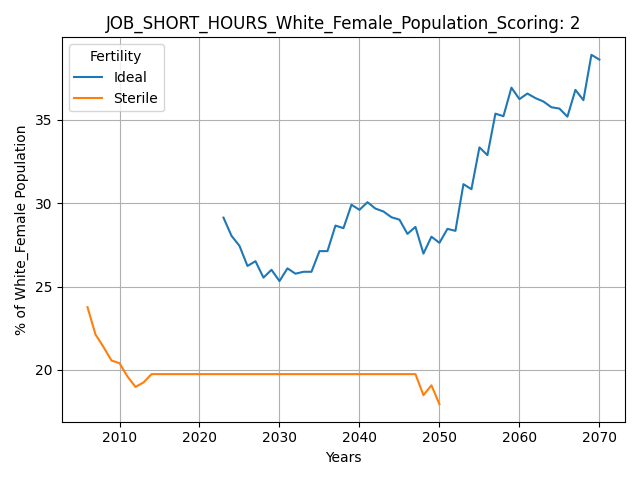 JOB_SHORT_HOURS_White_Female_Population_Scoring: 2
Fertility
Ideal
Sterile
% of White_Female Population
35
30
25
20
2010 2020 2030 2040 2050 2060 2070
Years